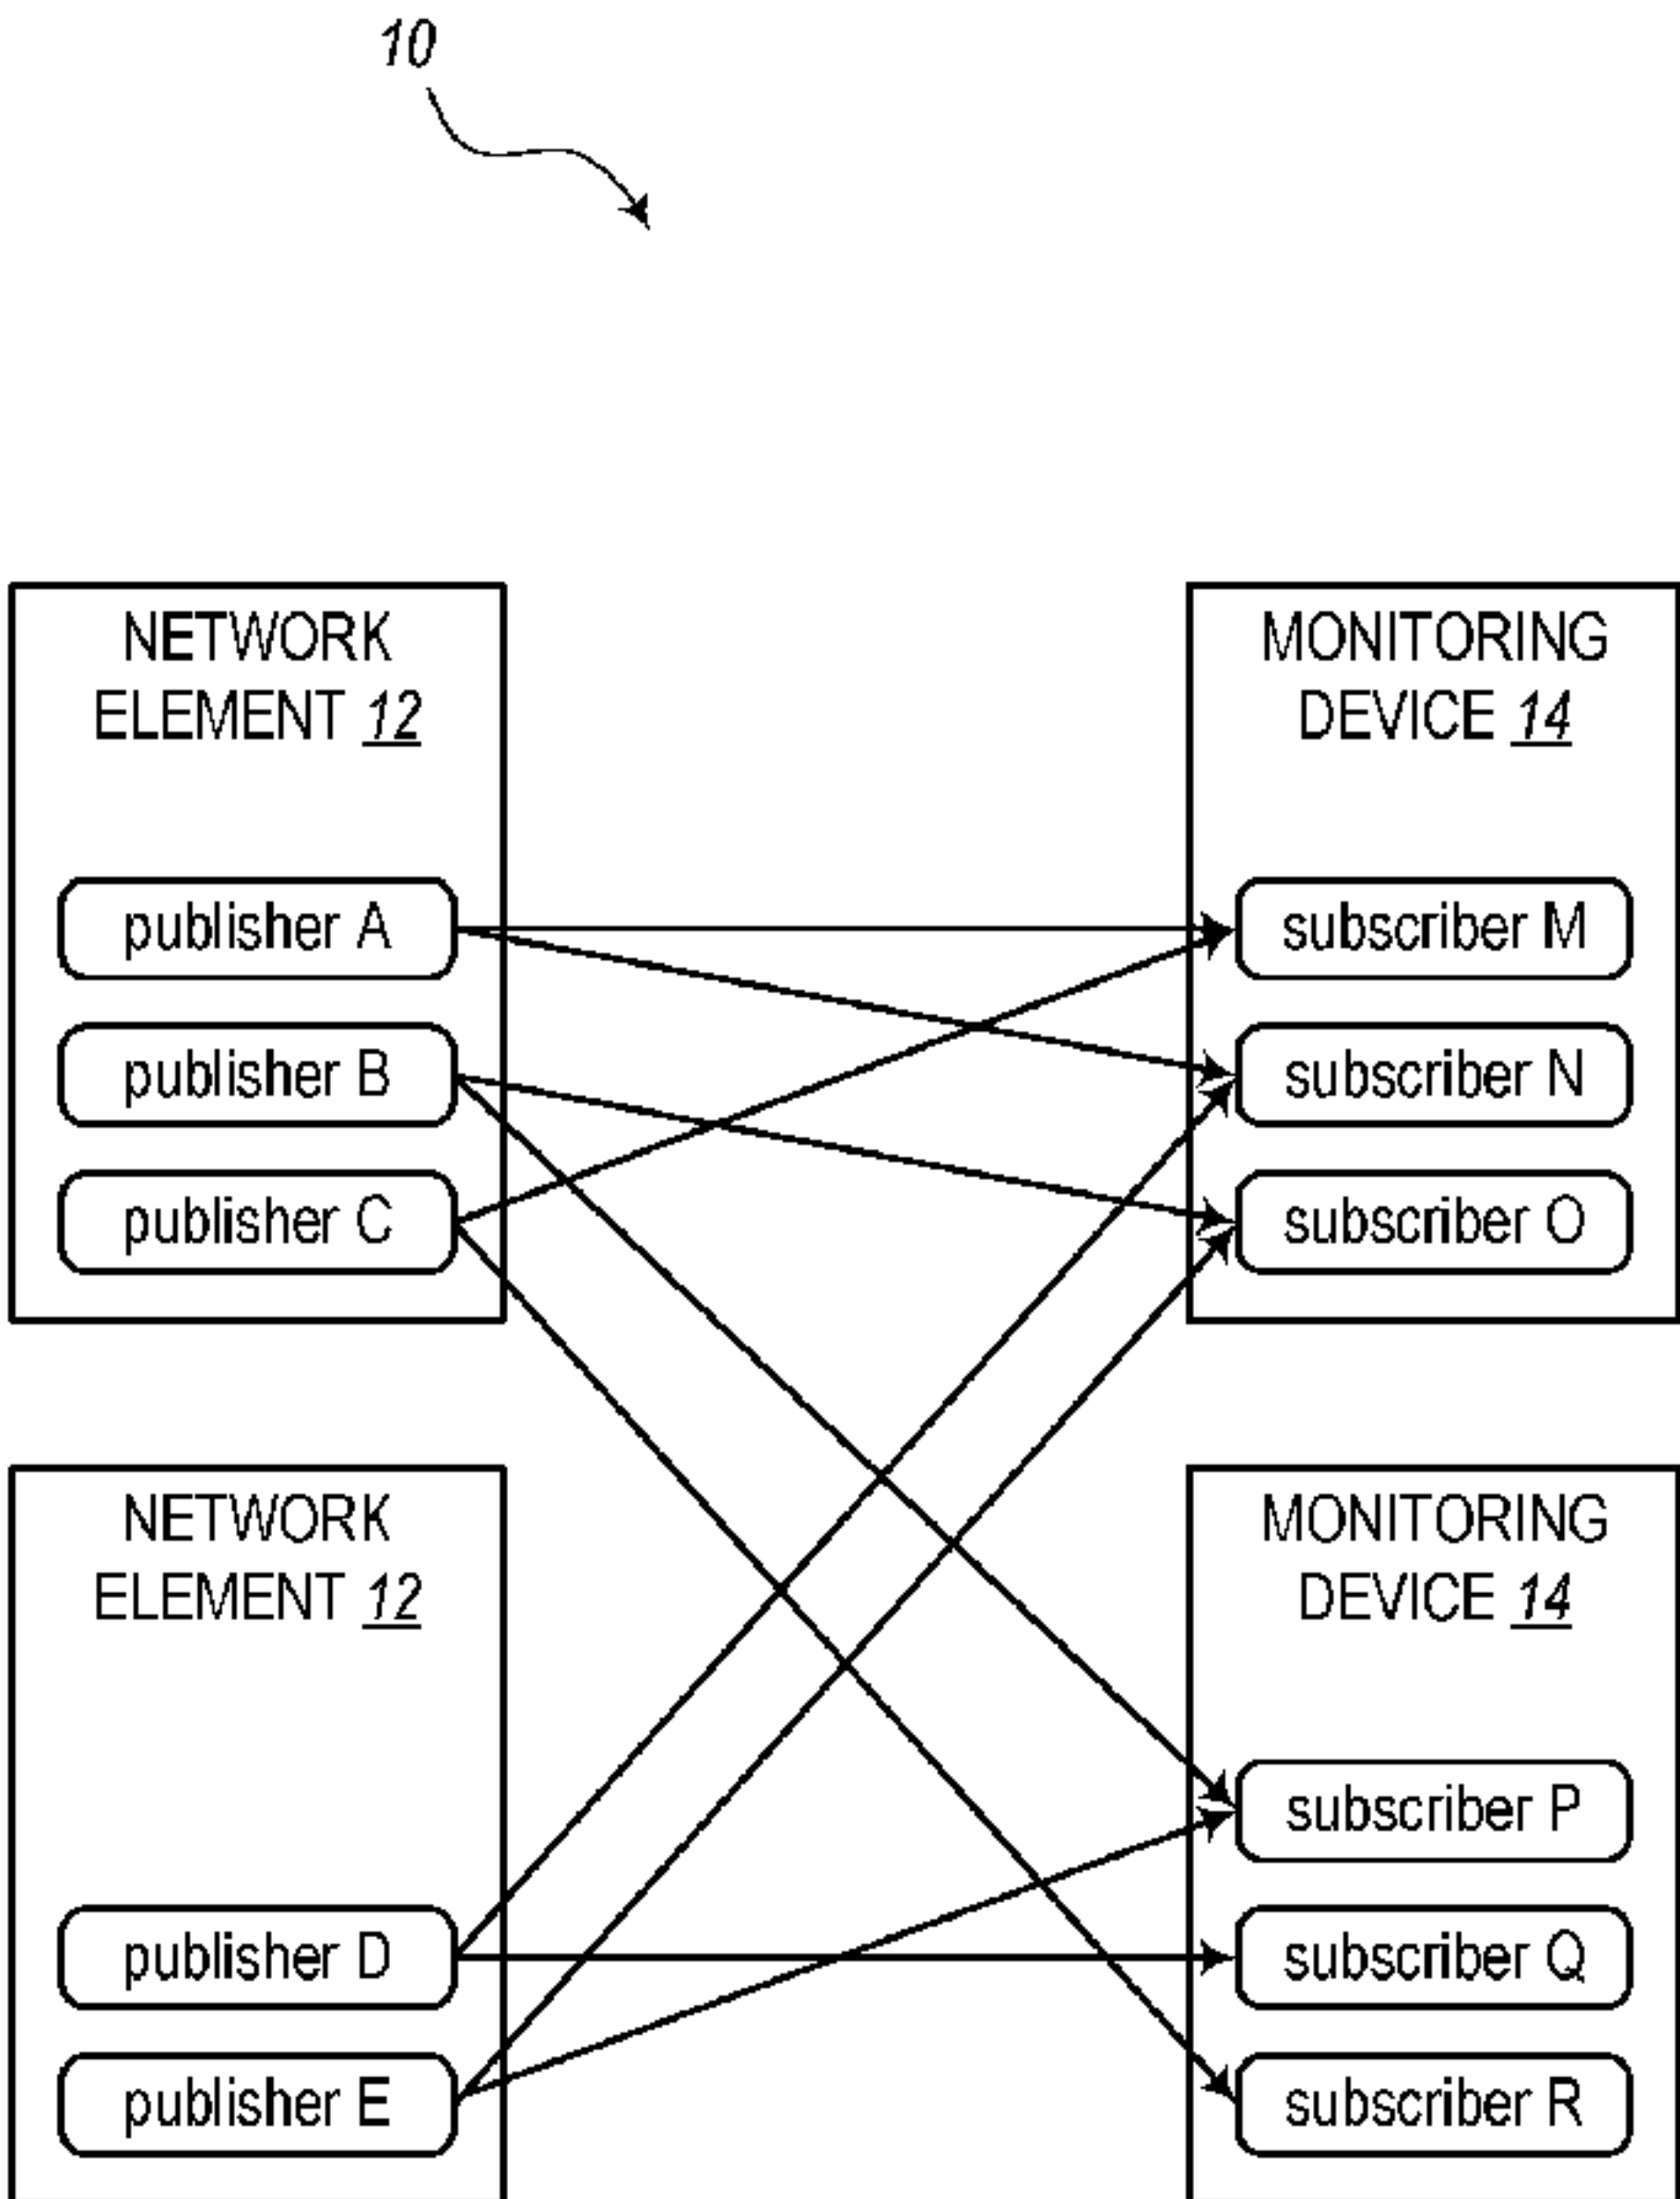 10
NETWORK
ELEMENT 12
publisher A
publisher B
publisher C
MONITORING
DEVICE 14
subscriber M
subscriber N
subscriber O
NETWORK
ELEMENT 12
publisher D
publisher E
MONITORING
DEVICE 14
subscriber P
subscriber Q
subscriber R